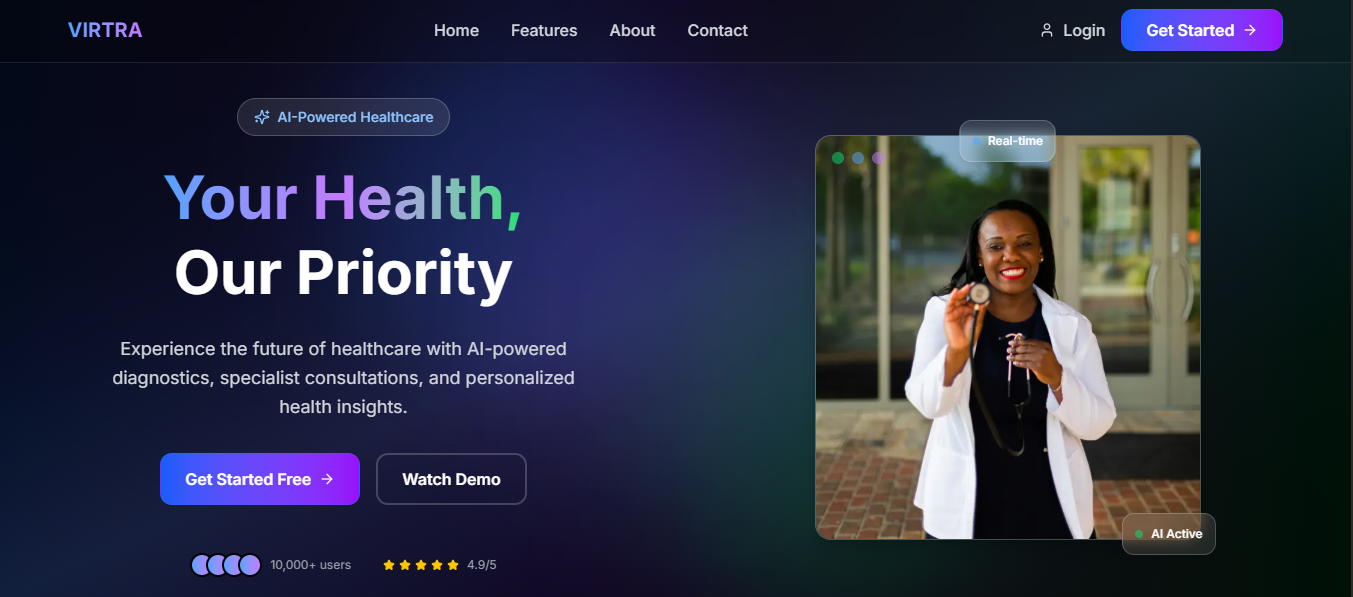 VIRTRA
Home
Features
About
Contact
Login
Get Started
AI-Powered Healthcare
Your Health,
Our Priority
Experience the future of healthcare with AI-powered
diagnostics, specialist consultations, and personalized
health insights.
Get Started Free
Watch Demo
10,000+ users
4.9/5
Real-time
AI Active